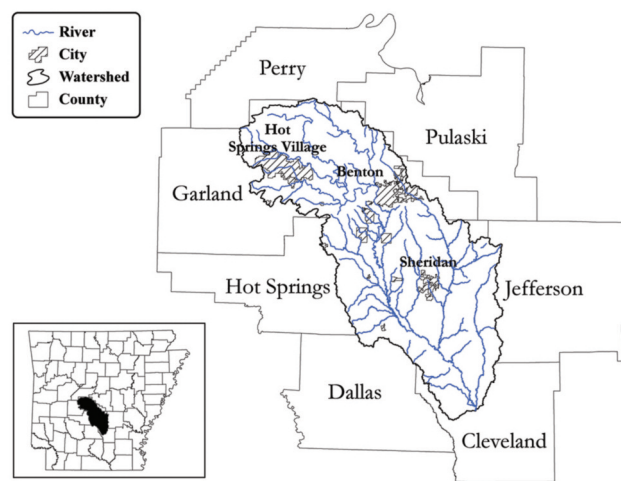 River
City
Watershed
County
Perry
Pulaski
Hot
Springs Village
Benton
Garland
Sheridan
Hot Springs
Jefferson
Dallas
Cleveland